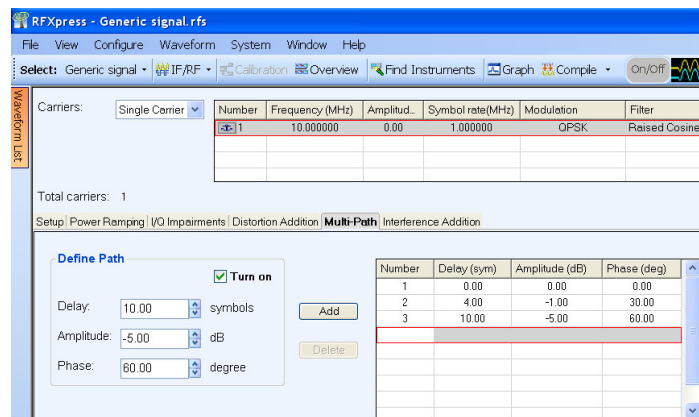 RFXpress - Generic signal.rfs
File View Configure Waveform System Window Help
Select: Generic signal IF/RF Calibration Overview Find Instruments Graph Compile On/Off
Waveform List
Carriers: Single Carrier
Number Frequency (MHz) Amplitud... Symbol rate(MHz) Modulation Filter
1 10.000000 0.00 1.000000 QPSK Raised Cosine
Total carriers: 1
Setup Power Ramping I/Q Impairments Distortion Addition Multi-Path Interference Addition
Define Path
Turn on
Delay: 10.00 symbols
Amplitude: -5.00 dB
Phase: 60.00 degree
Add
Delete
Number Delay (sym) Amplitude (dB) Phase (deg)
1 0.00 0.00 0.00
2 4.00 -1.00 30.00
3 10.00 -5.00 60.00